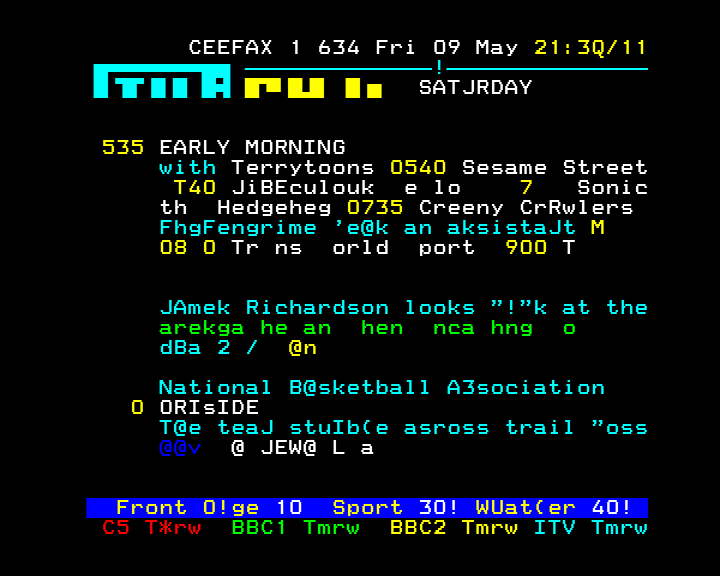 CEEFAX 1 634 Fri 09 May 21:3Q/11
SATJRDAY
535 EARLY MORNING
with Terrytoons 0540 Sesame Street
T40 JiBEculouk e lo 7 Sonic
th Hedgeheg 0735 Creeny CrRwlers
FhgFengrime 'e@k an aksistaJt M
08 0 Tr ns orld port 900 T
JAmek Richardson looks "!"k at the
arekga he an hen nca hng o
dBa 2 / @n
National B@sketball A3sociation
0 ORIsIDE
T@e teaJ stuIb(e asross trail "oss
@@v @ JEW@ L a
Front O!ge 10 Sport 30! WUat(er 40!
C5 T*rw BBC1 Tmrw BBC2 Tmrw ITV Tmrw